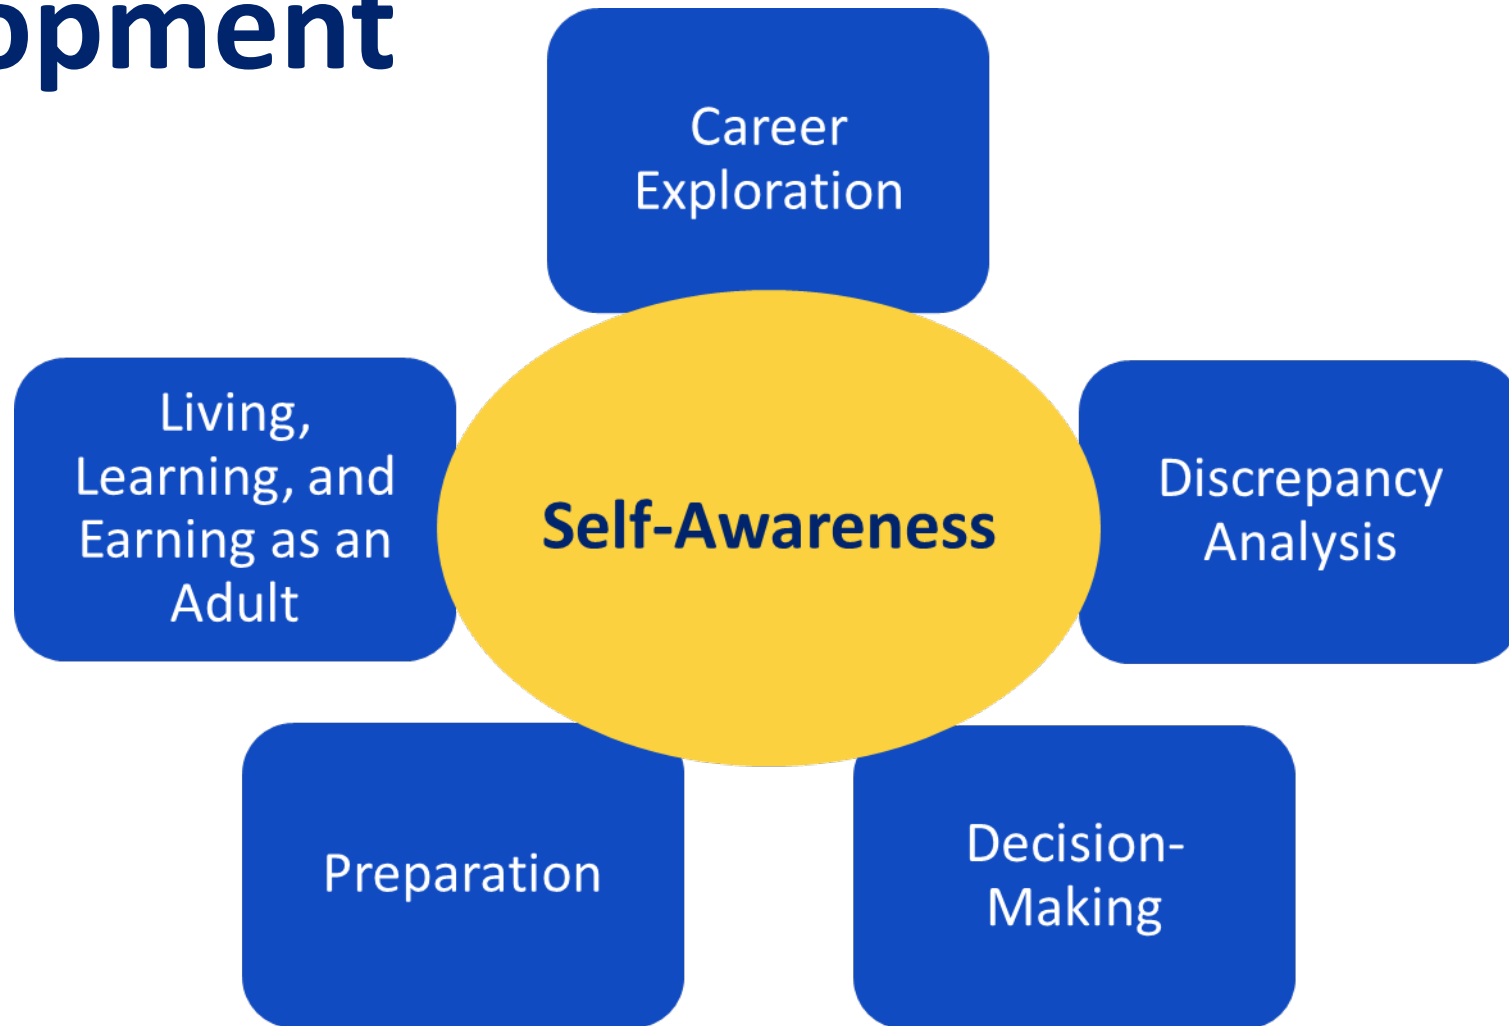 opment
Career
Exploration
Living,
Learning, and
Earning as an
Adult
Self-Awareness
Discrepancy
Analysis
Preparation
Decision-
Making